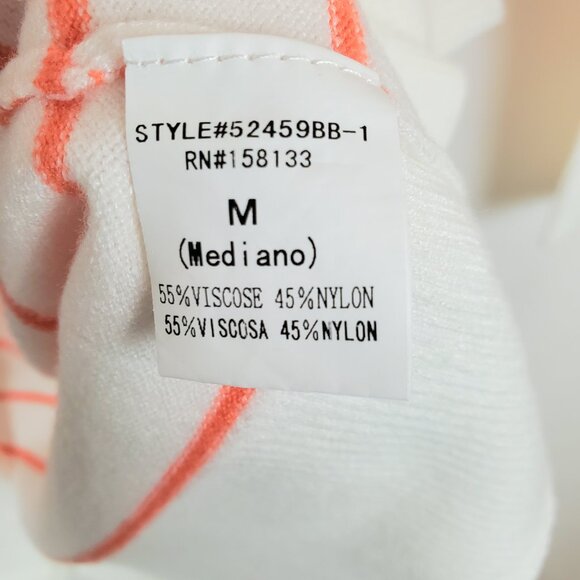 STYLE#52459BB-1
RN#158133
M
(Mediano)
55%VISCOSE 45%NYLON
55%VISCOSA 45%NYLON